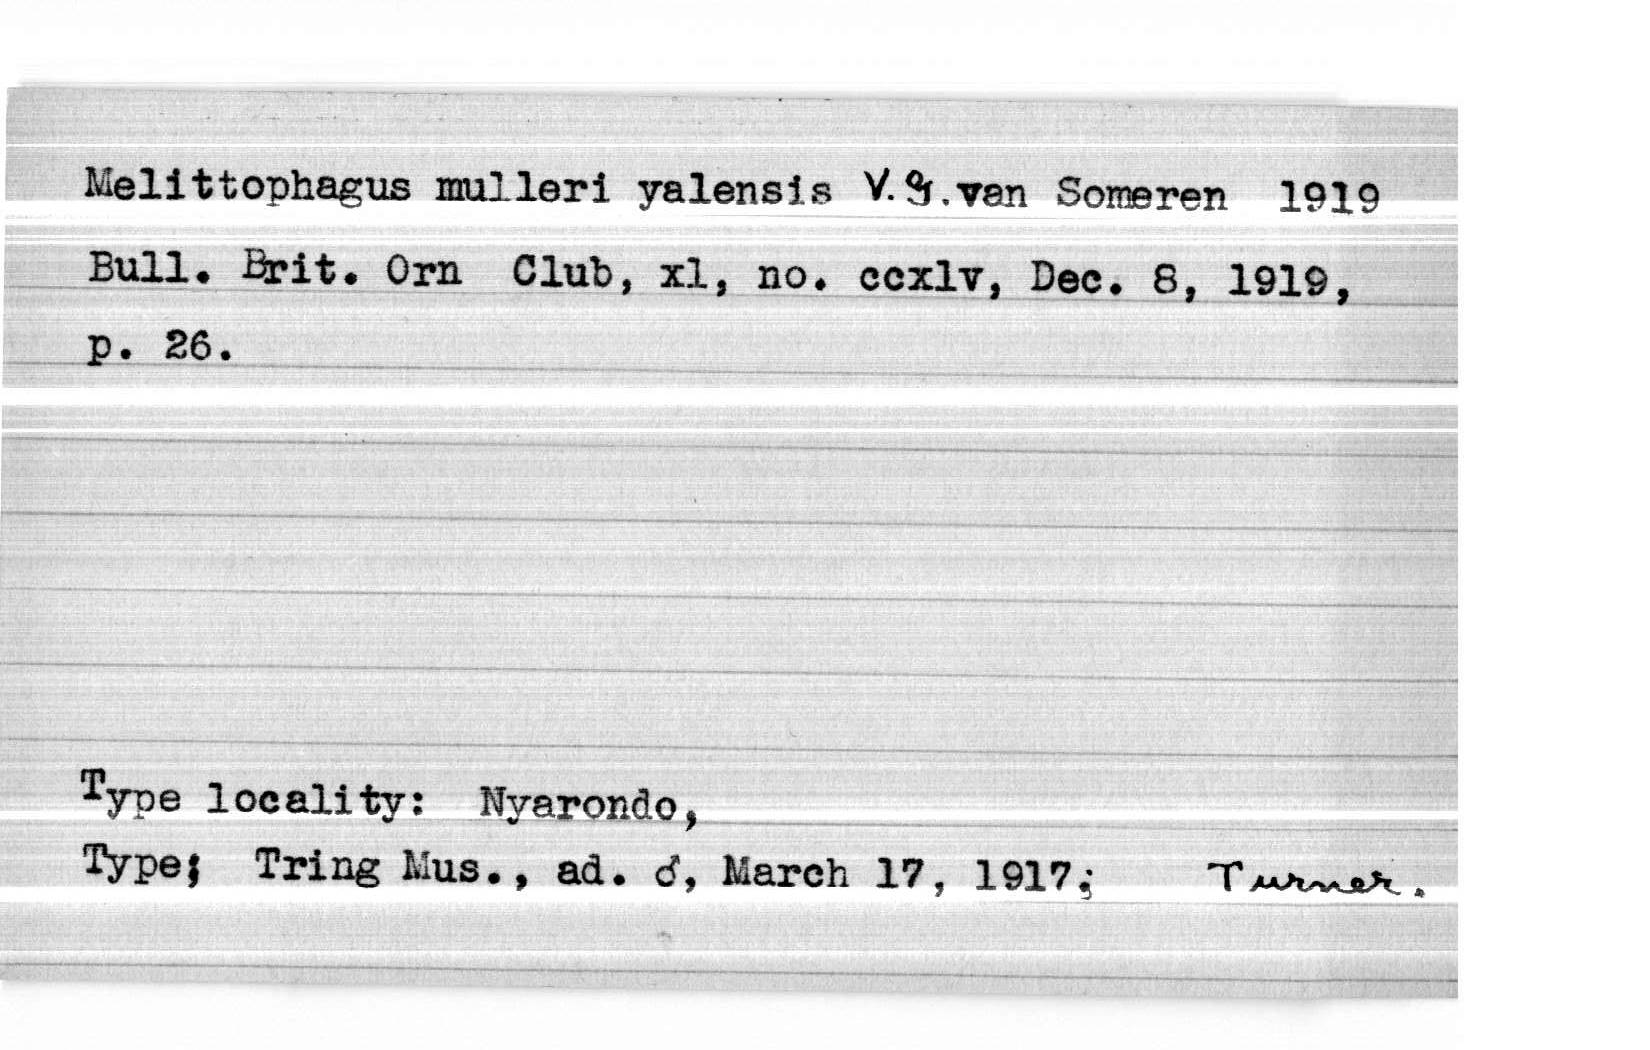 Melittophagus mulleri yalensis V.G.van Someren 1919
Bull. Brit. Orn Club, xl, no. ccxlv, Dec. 8, 1919,
p. 26.
Type locality: Nyarondo,
Type; Tring Mus., ad. ♂, March 17, 1917; Turner.